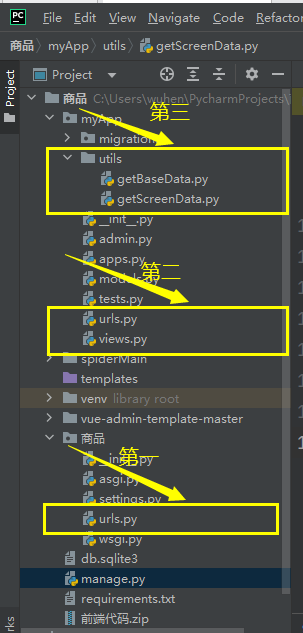 PC File Edit View Navigate Code Refactor
商品 myApp utils getScreenData.py
Project
Project
商品 C:\Users\wuhen\PycharmProjects\
第三
myApp
migration
utils
getBaseData.py
getScreenData.py
__init__.py
admin.py
apps.py
第二
models.py
tests.py
urls.py
views.py
spiderMain
templates
venv library root
vue-admin-template-master
商品
第一
__init__.py
asgi.py
settings.py
urls.py
wsgi.py
db.sqlite3
manage.py
requirements.txt
前端代码.zip
rks